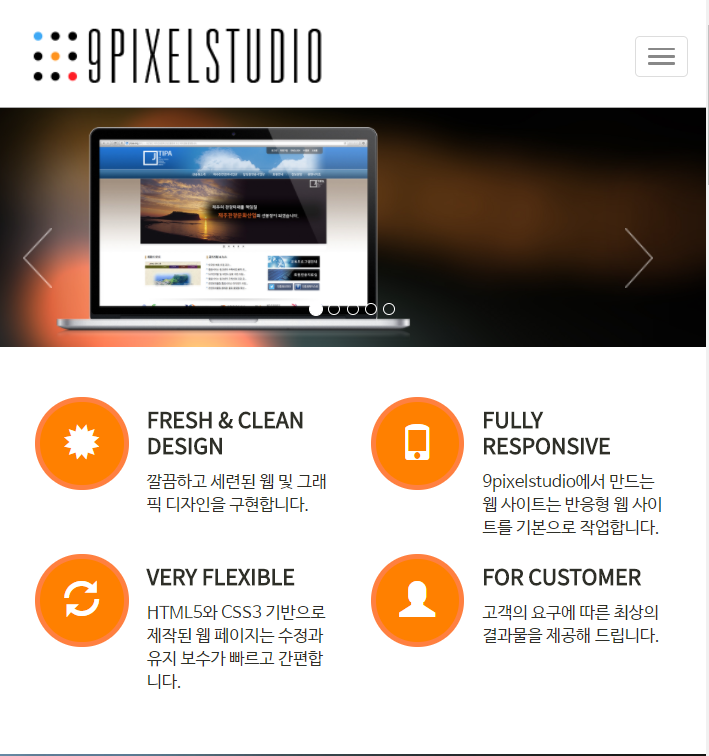 9PIXELSTUDIO
TIPA
FRESH & CLEAN
DESIGN
깔끔하고 세련된 웹 및 그래
픽 디자인을 구현합니다.
FULLY
RESPONSIVE
9pixelstudio에서 만드는
웹 사이트는 반응형 웹 사이
트를 기본으로 작업합니다.
VERY FLEXIBLE
HTML5와 CSS3 기반으로
제작된 웹 페이지는 수정과
유지 보수가 빠르고 간편합
니다.
FOR CUSTOMER
고객의 요구에 따른 최상의
결과물을 제공해 드립니다.